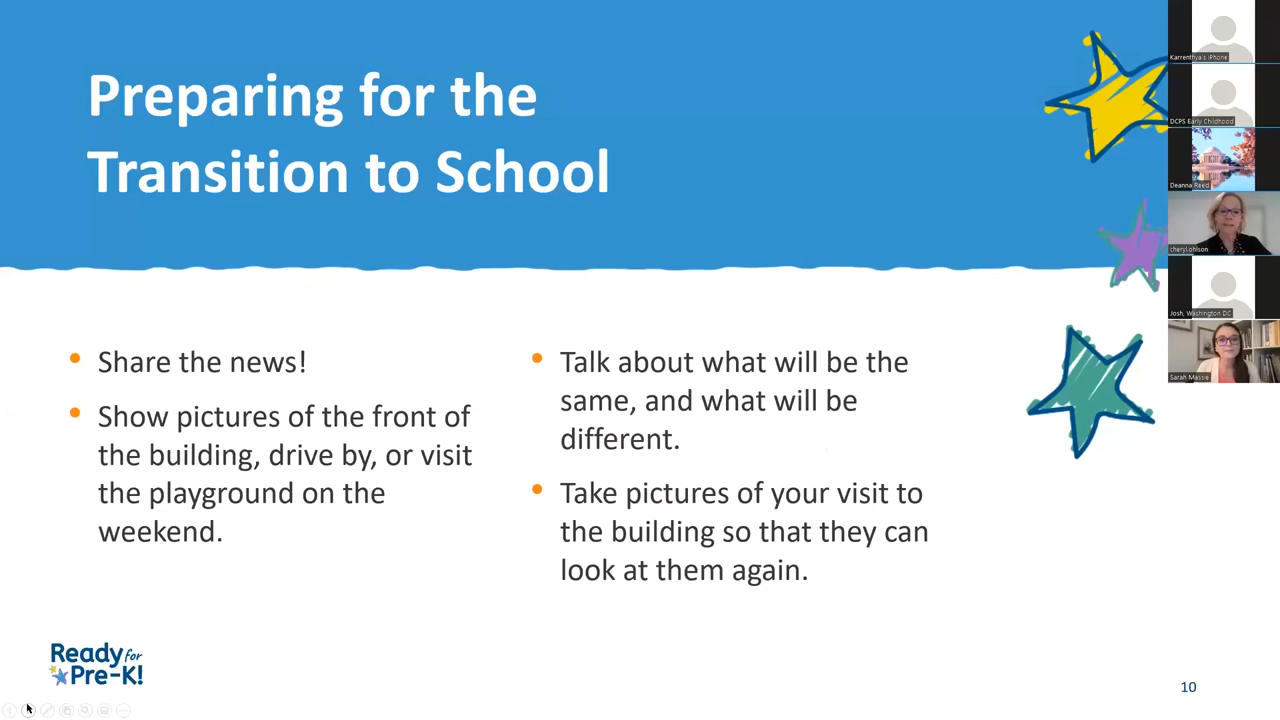 Preparing for the
Transition to School
• Share the news!
• Show pictures of the front of
the building, drive by, or visit
the playground on the
weekend.
• Talk about what will be the
same, and what will be
different.
• Take pictures of your visit to
the building so that they can
look at them again.
Ready for
Pre-K!
10
Karrenthya's iPhone
DCPS Early Childhood
Deanna Reed
cheryl.ohlson
Josh, Washington DC
Sarah Massie